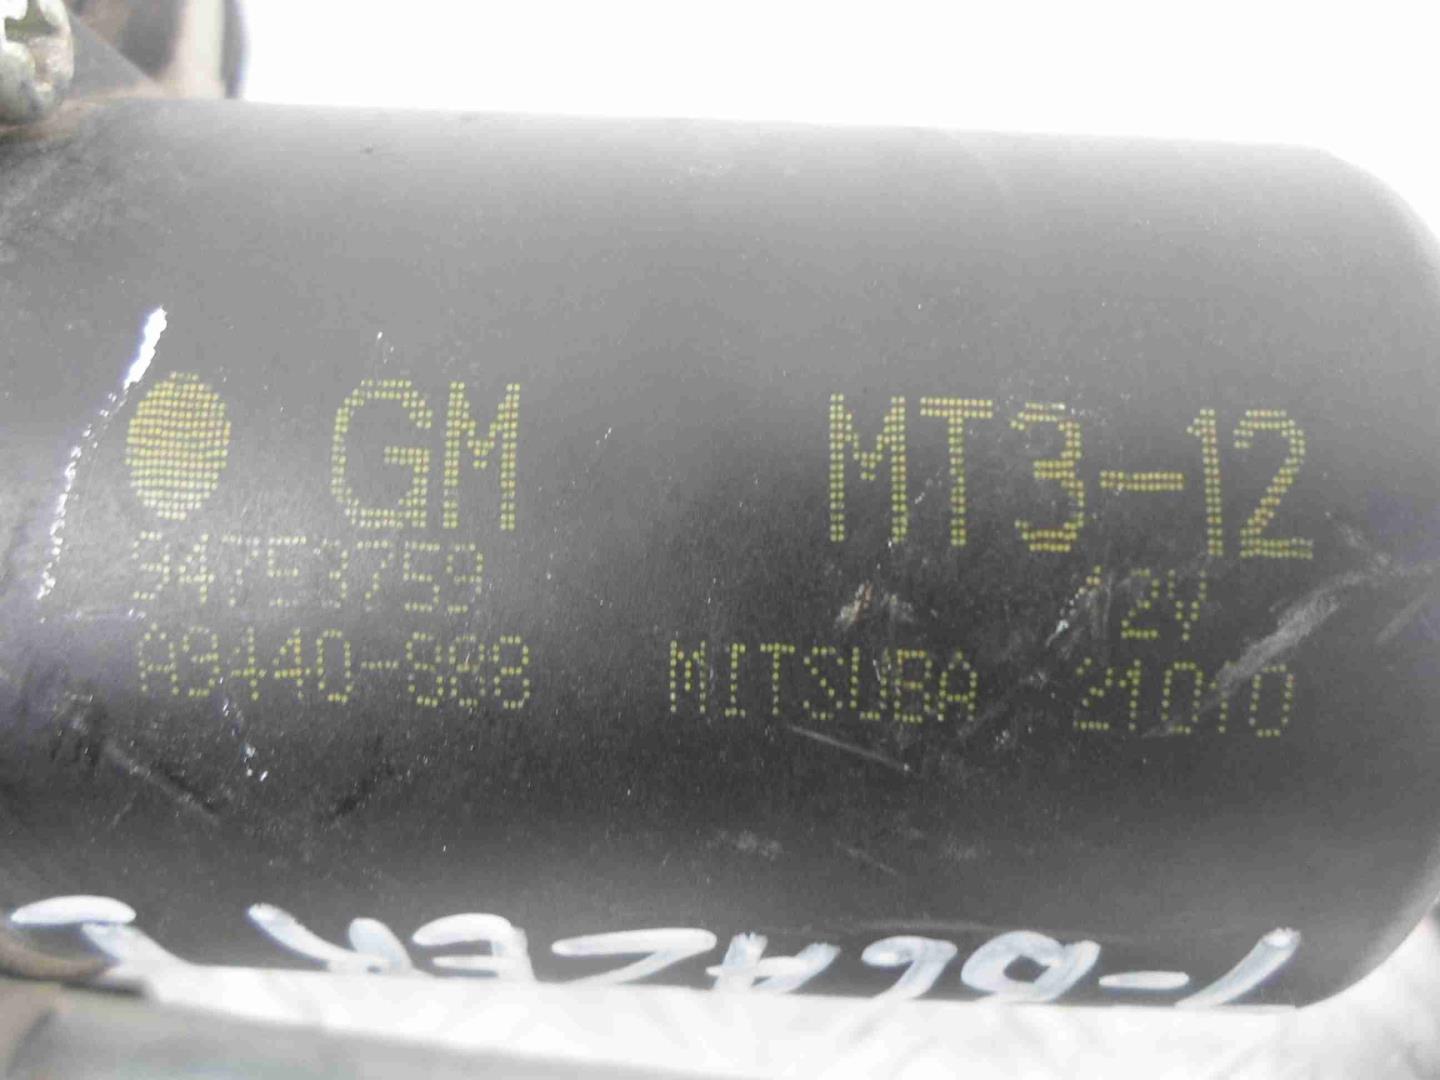 GM MT3-12
94753759 12V
A9440-S88 MITSUBA 21010